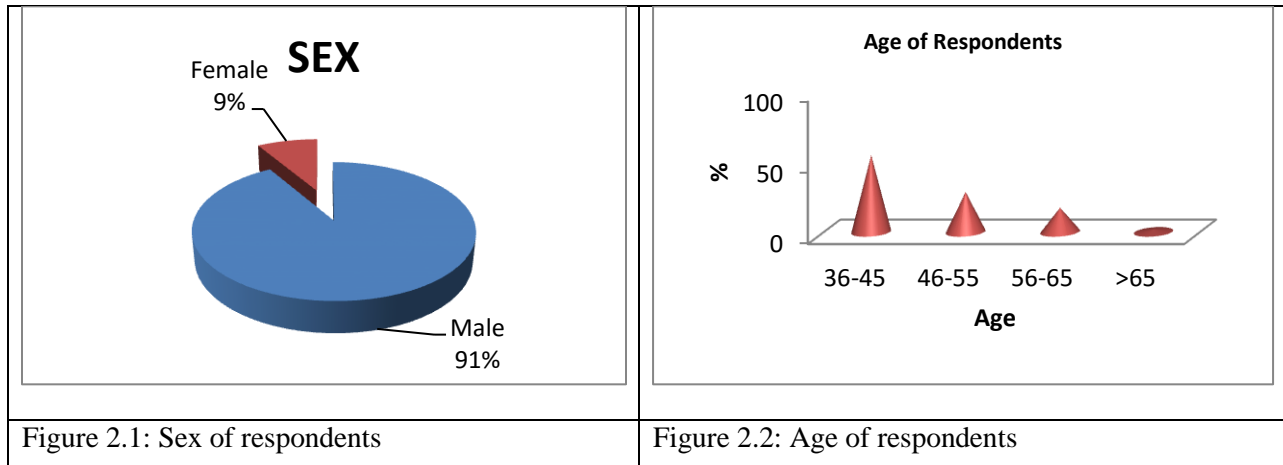 SEX
Female
9%
Male
91%
Figure 2.1: Sex of respondents
Age of Respondents
100
50
0
%
36-45 46-55 56-65 >65
Age
Figure 2.2: Age of respondents